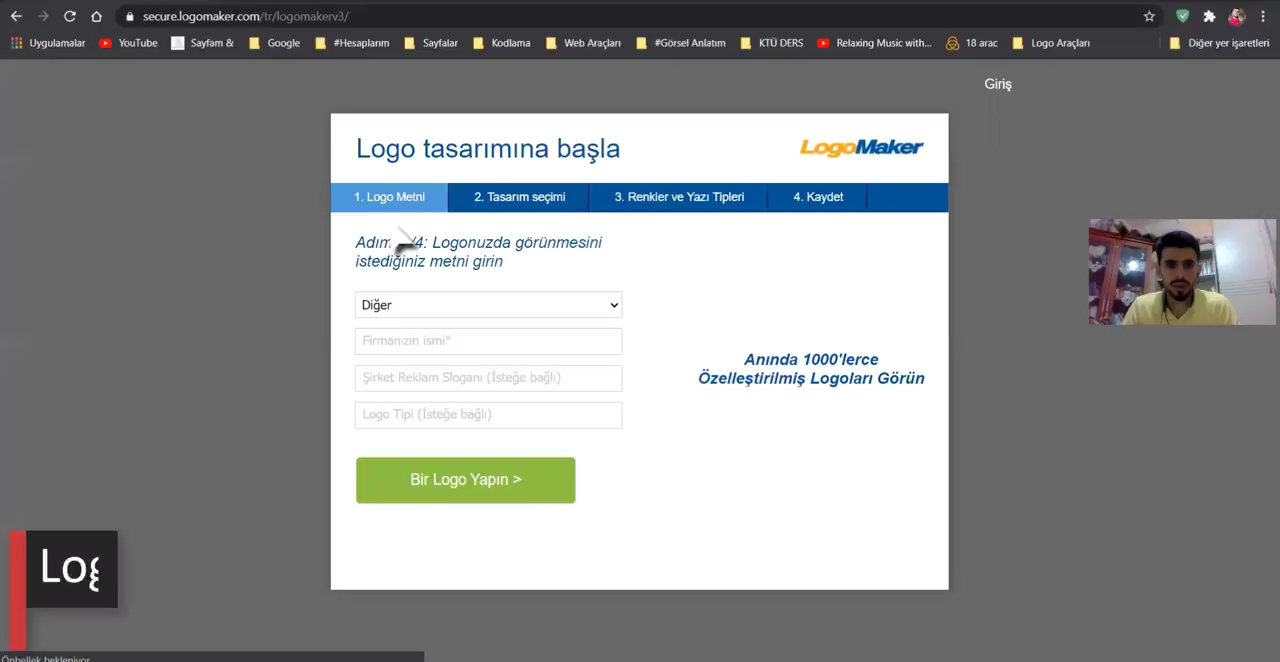 secure.logomaker.com/tr/logomakerv3/
Uygulamalar YouTube Sayfam & Google #Hesaplarım Sayfalar Kodlama Web Araçları #Görsel Anlatım KTÜ DERS Relaxing Music with... 18 arac Logo Araçları Diğer yer işaretleri
Giriş
Logo tasarımına başla
LogoMaker
1. Logo Metni 2. Tasarım seçimi 3. Renkler ve Yazı Tipleri 4. Kaydet
/4: Logonuzda görünmesini
istediğiniz metni girin
Diğer
Firmanızın ismi*
Şirket Reklam Sloganı (İsteğe bağlı)
Logo Tipi (İsteğe bağlı)
Anında 1000'lerce
Özelleştirilmiş Logoları Görün
Bir Logo Yapın >
Log
Önbellek bekleniyor